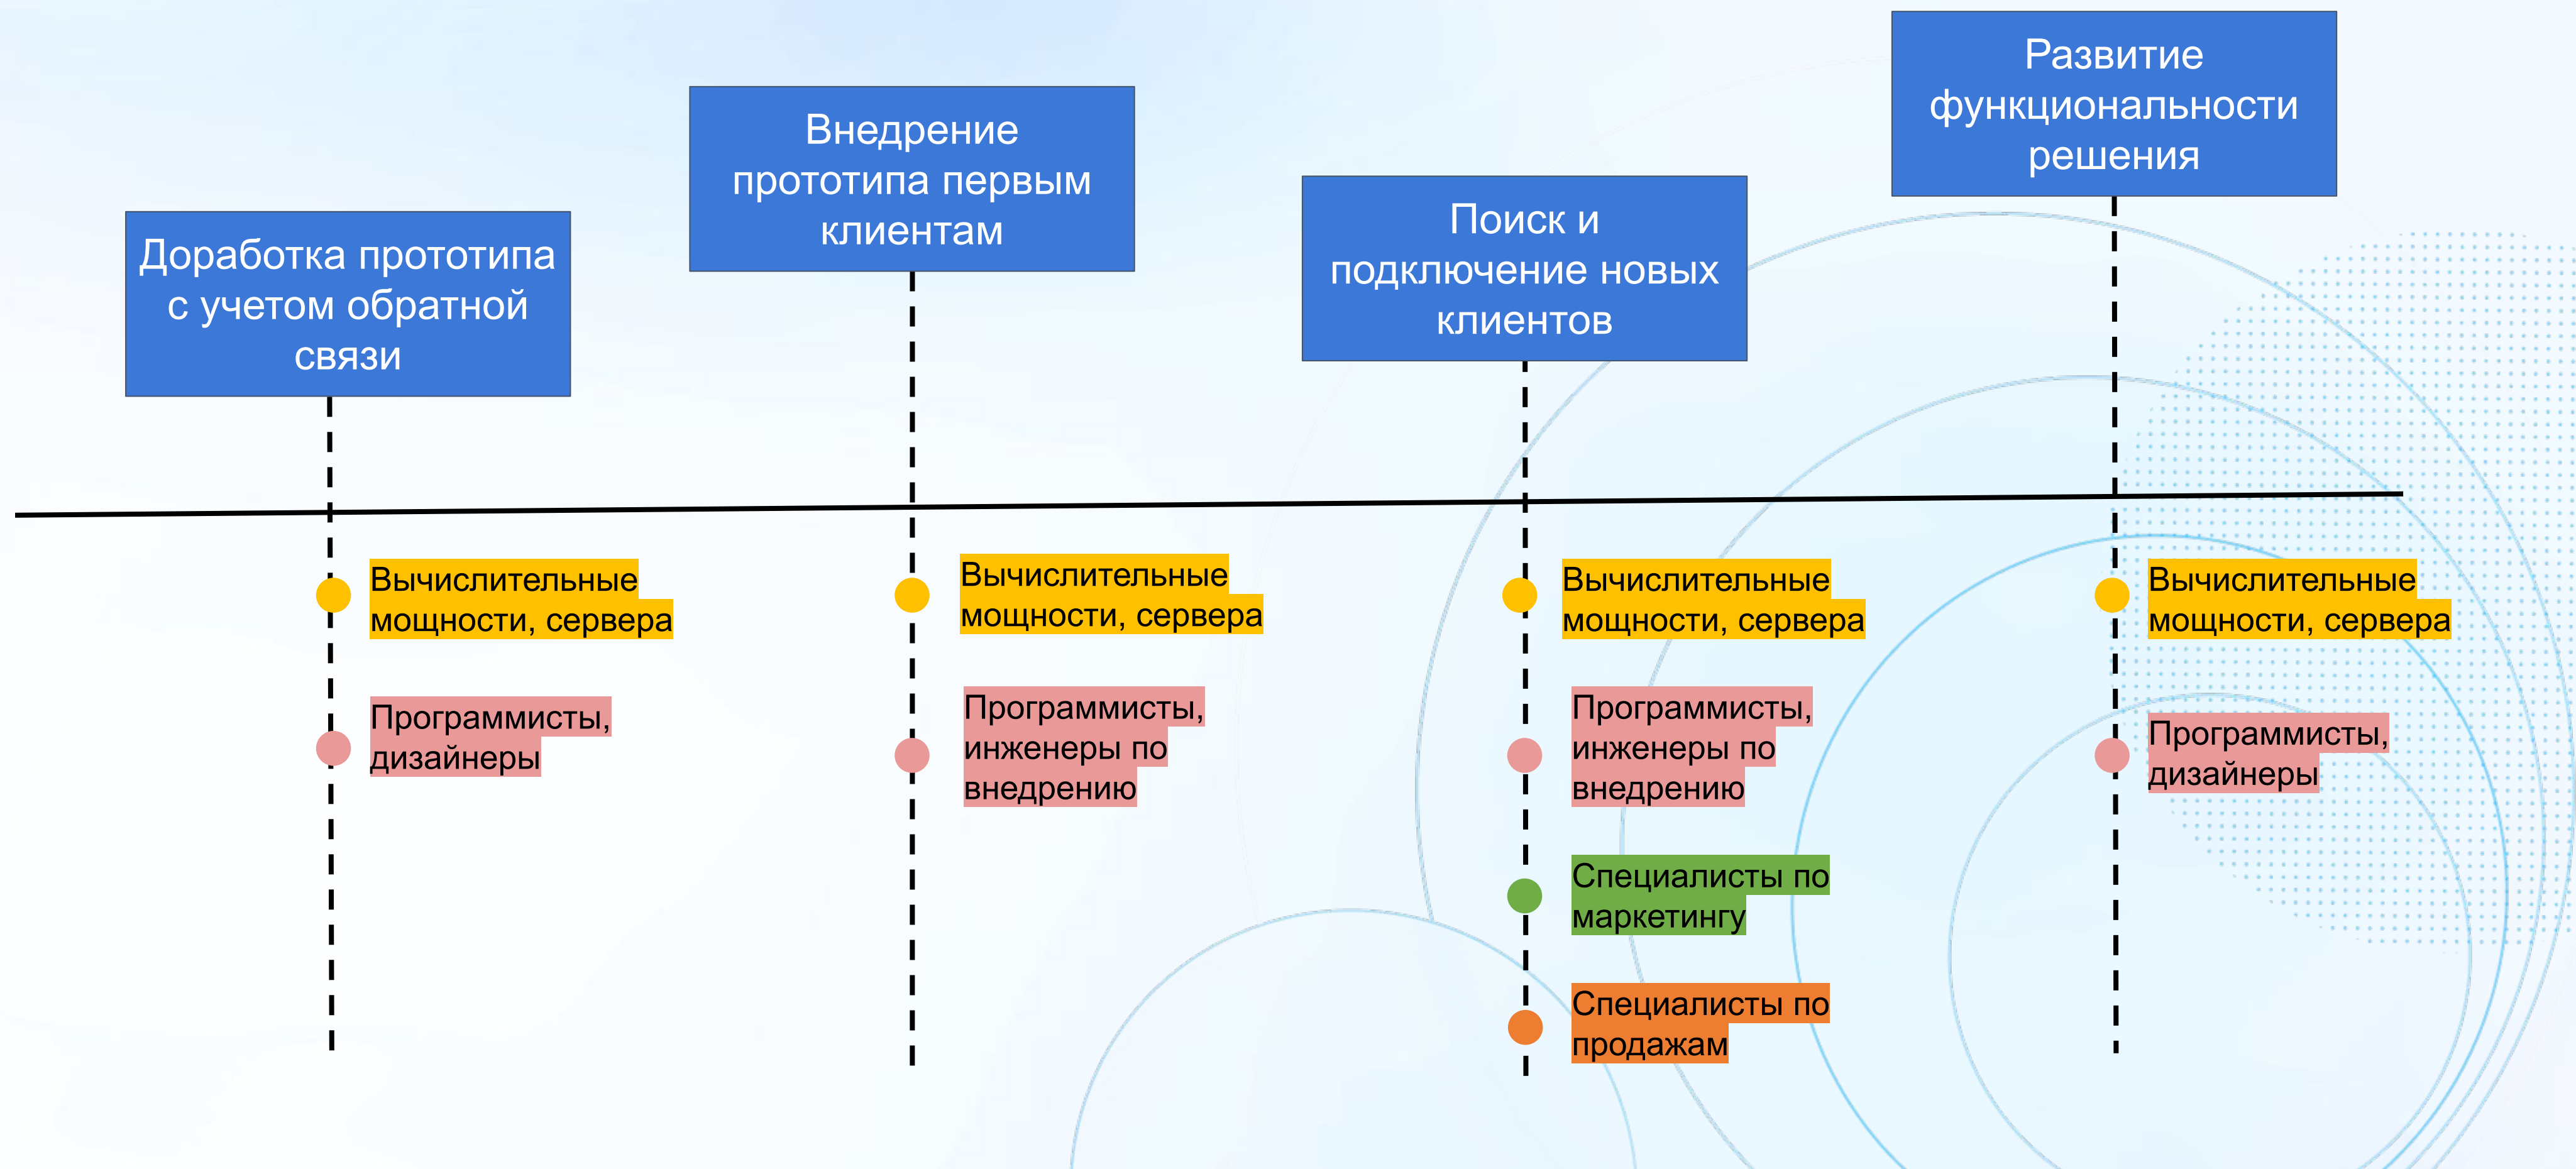 Доработка прототипа
с учетом обратной
связи
Внедрение
прототипа первым
клиентам
Поиск и
подключение новых
клиентов
Развитие
функциональности
решения
Вычислительные
мощности, сервера
Программисты,
дизайнеры
Вычислительные
мощности, сервера
Программисты,
инженеры по
внедрению
Вычислительные
мощности, сервера
Программисты,
инженеры по
внедрению
Специалисты по
маркетингу
Специалисты по
продажам
Вычислительные
мощности, сервера
Программисты,
дизайнеры